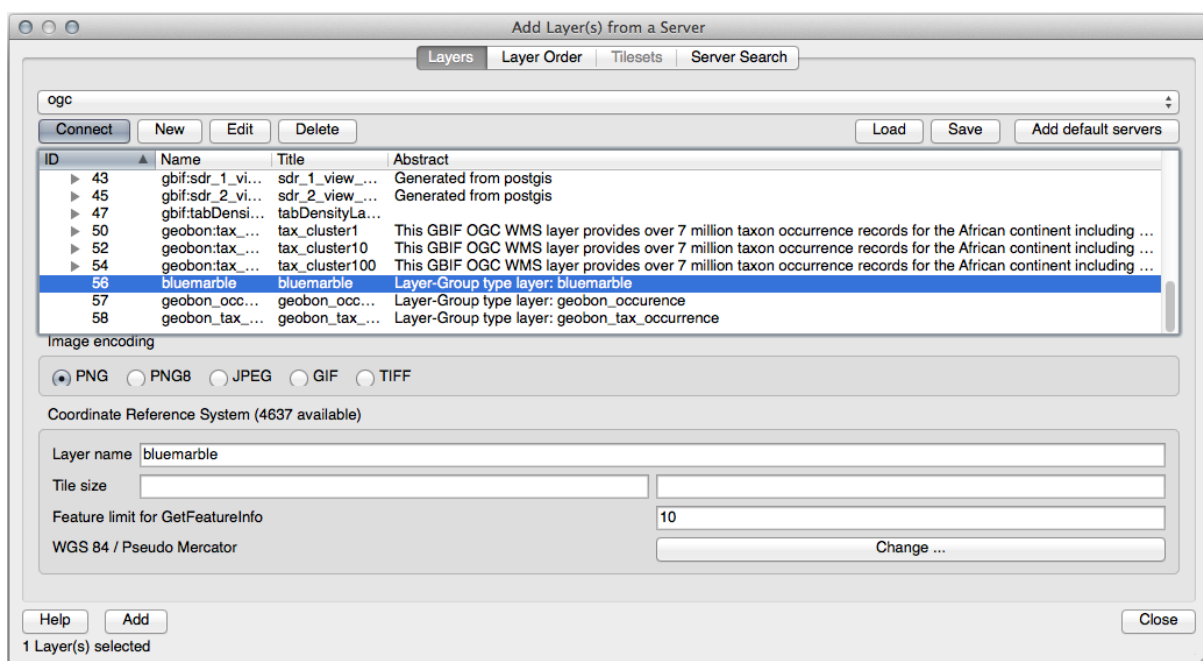 Add Layer(s) from a Server
Layers Layer Order Tilesets Server Search
ogc
Connect New Edit Delete Load Save Add default servers
ID Name Title Abstract
43 gbif:sdr_1_vi... sdr_1_view_... Generated from postgis
45 gbif:sdr_2_vi... sdr_2_view_... Generated from postgis
47 gbif:tabDensi... tabDensityLa...
50 geobon:tax_... tax_cluster1 This GBIF OGC WMS layer provides over 7 million taxon occurrence records for the African continent including ...
52 geobon:tax_... tax_cluster10 This GBIF OGC WMS layer provides over 7 million taxon occurrence records for the African continent including ...
54 geobon:tax_... tax_cluster100 This GBIF OGC WMS layer provides over 7 million taxon occurrence records for the African continent including ...
56 bluemarble bluemarble Layer-Group type layer: bluemarble
57 geobon_occ... geobon_occ... Layer-Group type layer: geobon_occurence
58 geobon_tax_... geobon_tax_... Layer-Group type layer: geobon_tax_occurrence
Image encoding
PNG PNG8 JPEG GIF TIFF
Coordinate Reference System (4637 available)
Layer name bluemarble
Tile size
Feature limit for GetFeatureInfo 10
WGS 84 / Pseudo Mercator Change ...
Help Add Close
1 Layer(s) selected